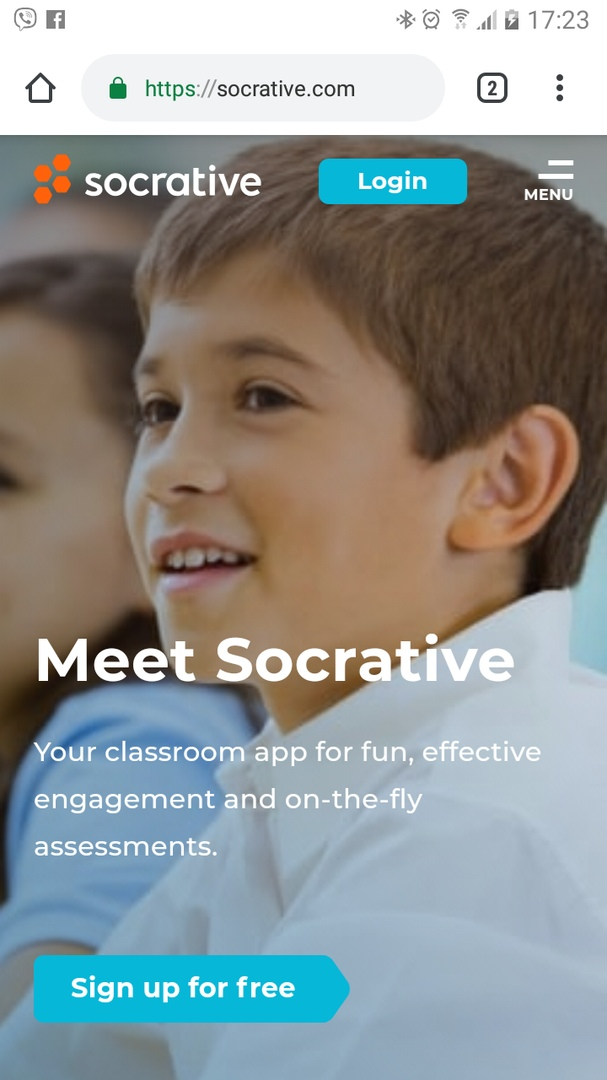 17:23
https://socrative.com
2
socrative
Login
MENU
Meet Socrative
Your classroom app for fun, effective
engagement and on-the-fly
assessments.
Sign up for free